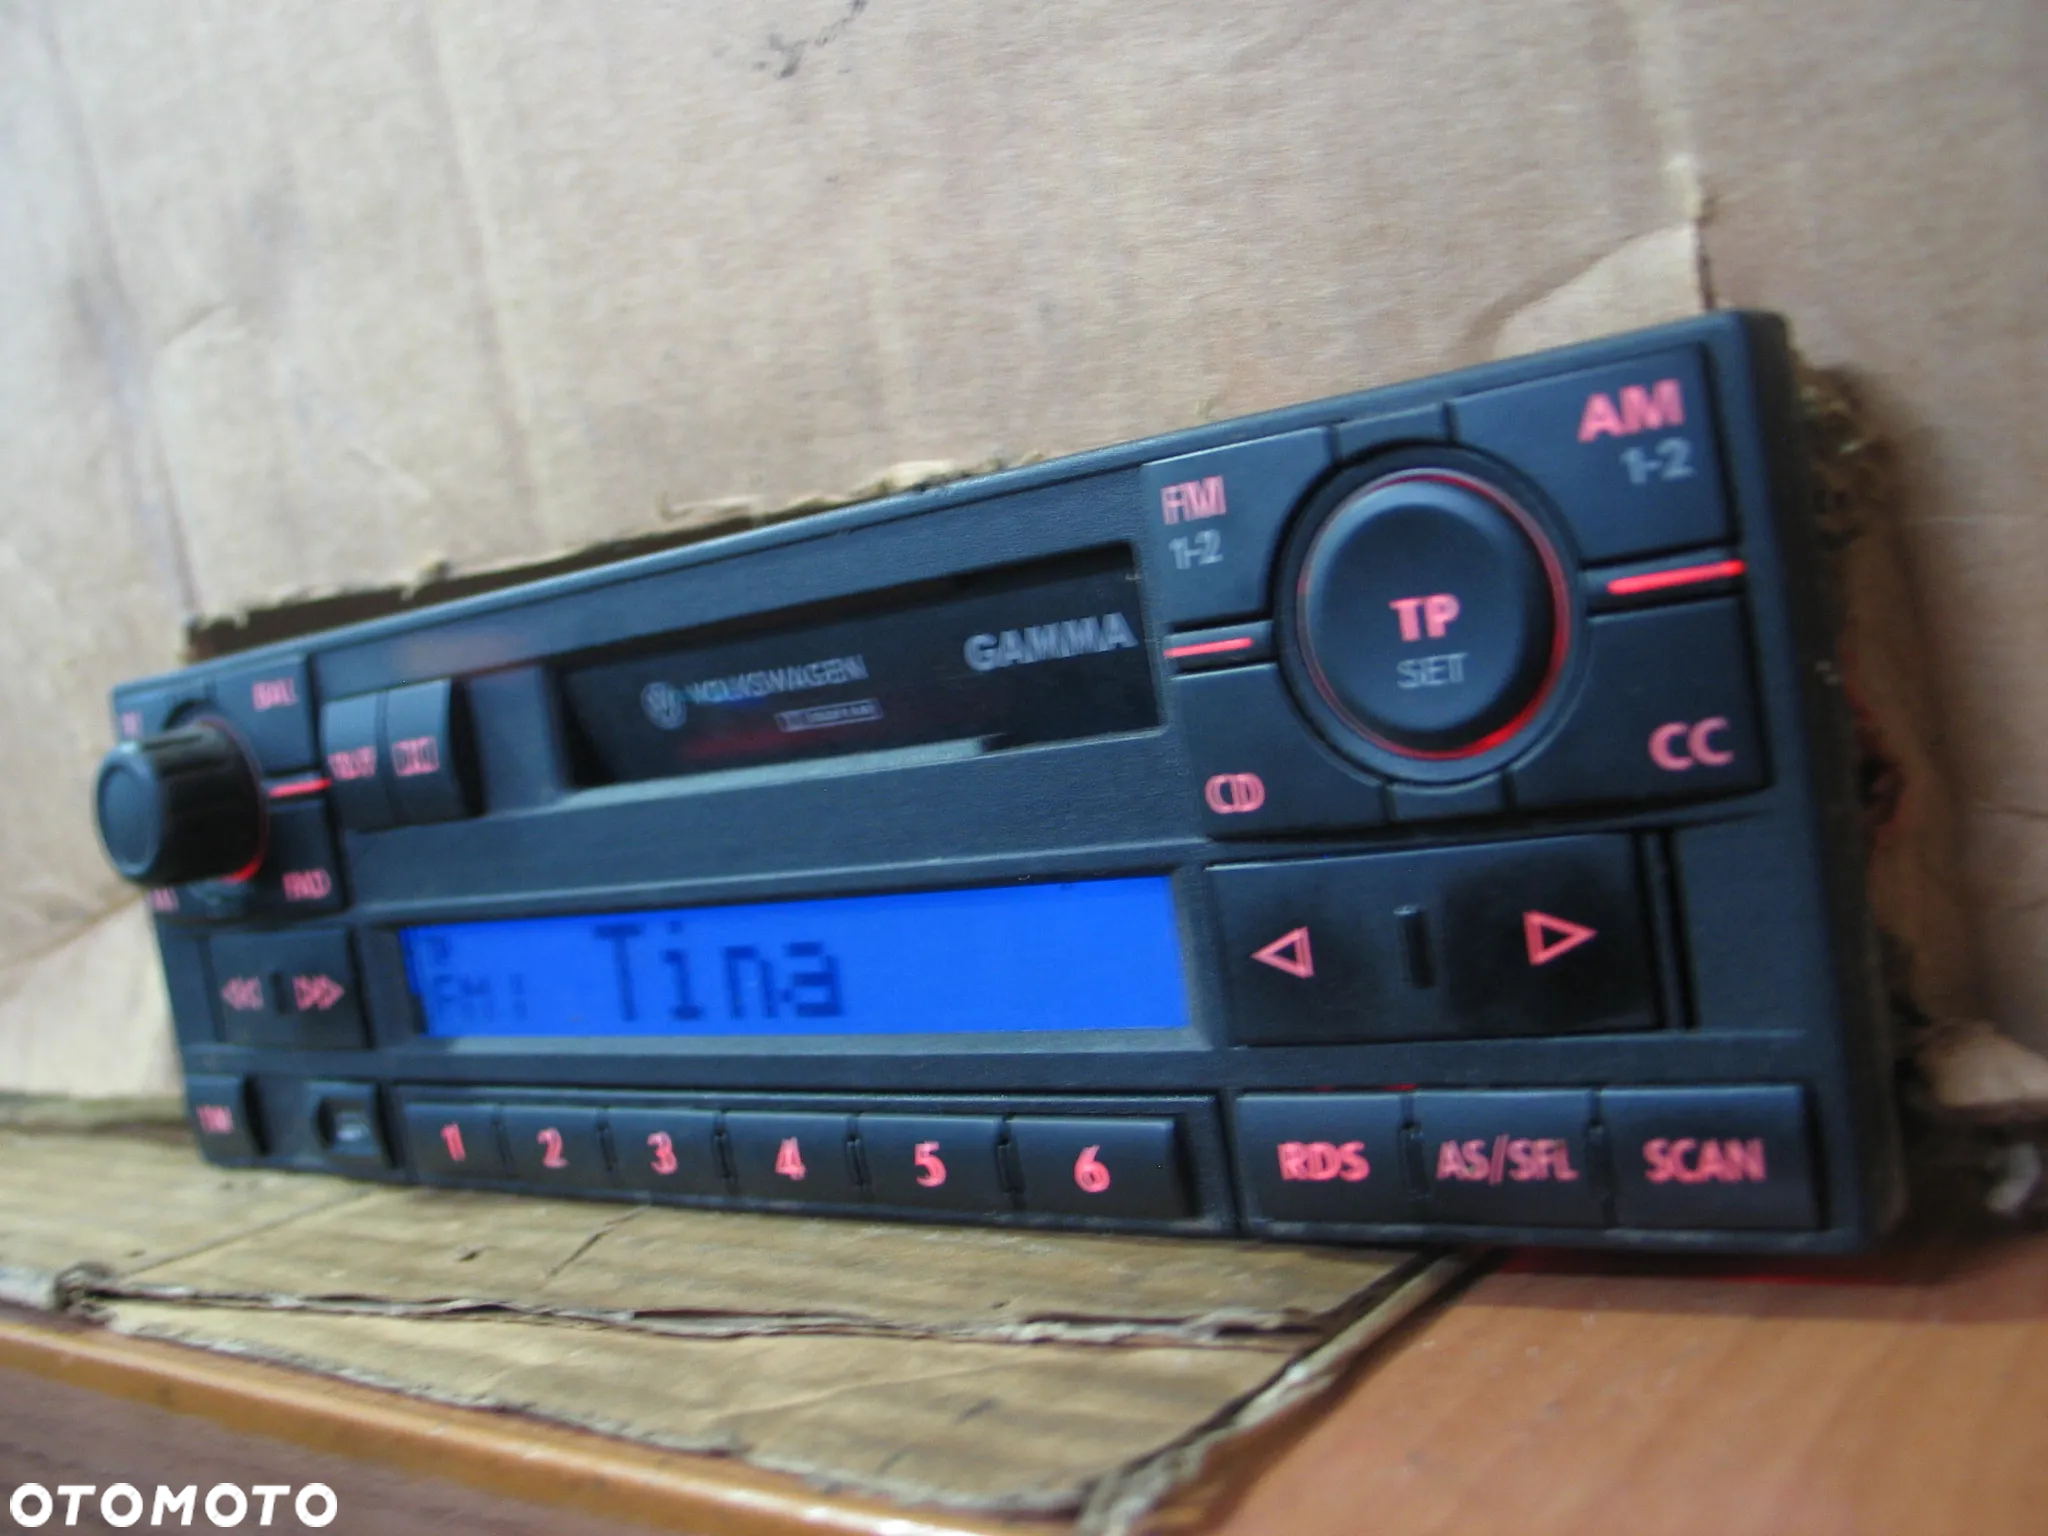 AM
1-2
FM
1-2
BAL
TP
SET
VOLKSWAGEN
GAMMA
CD
CC
TP
FM1
Tina
1 2 3 4 5 6
RDS AS/SFL SCAN
OTOMOTO